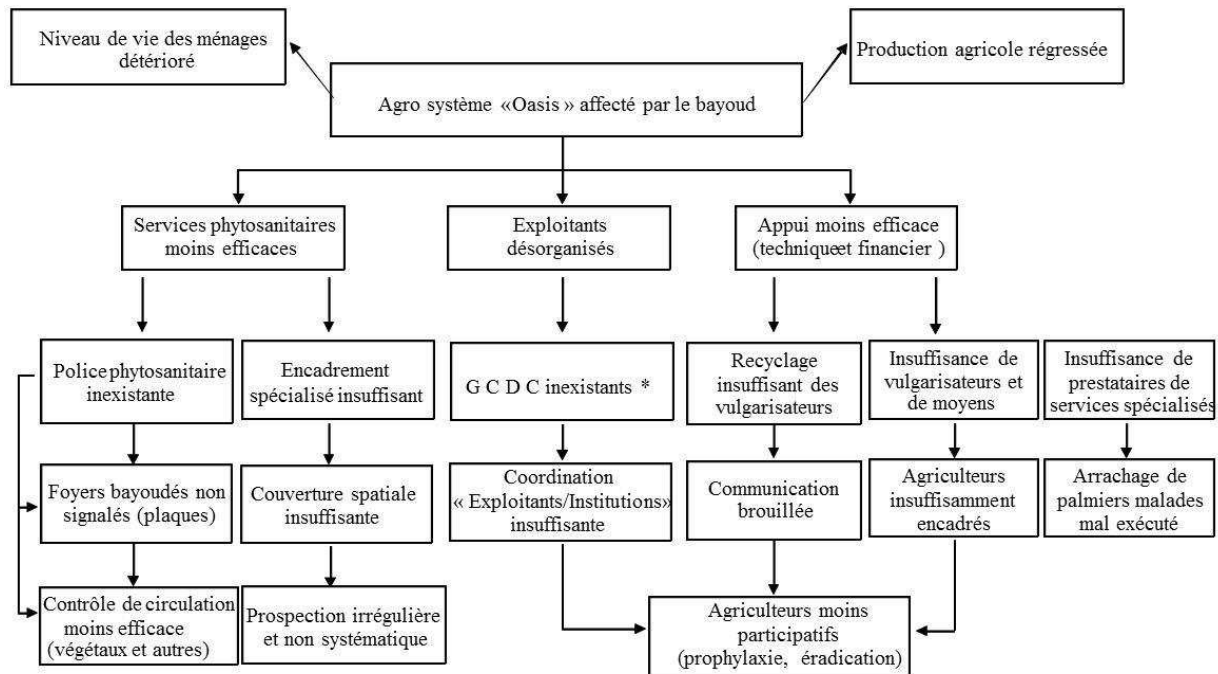 Niveau de vie des ménages
détérioré
Production agricole régressée
Agro système «Oasis » affecté par le bayoud
Services phytosanitaires
moins efficaces
Exploitants
désorganisés
Appui moins efficace
(techniqueet financier )
Police phytosanitaire
inexistante
Encadrement
spécialisé insuffisant
G C D C inexistants *
Recyclage
insuffisant des
vulgarisateurs
Insuffisance de
vulgarisateurs et
de moyens
Insuffisance de
prestataires de
services spécialisés
Foyers bayoudés non
signalés (plaques)
Couverture spatiale
insuffisante
Coordination
« Exploitants/Institutions»
insuffisante
Communication
brouillée
Agriculteurs
insuffisamment
encadrés
Arrachage de
palmiers malades
mal exécuté
Contrôle de circulation
moins efficace
(végétaux et autres)
Prospection irrégulière
et non systématique
Agriculteurs moins
participatifs
(prophylaxie, éradication)